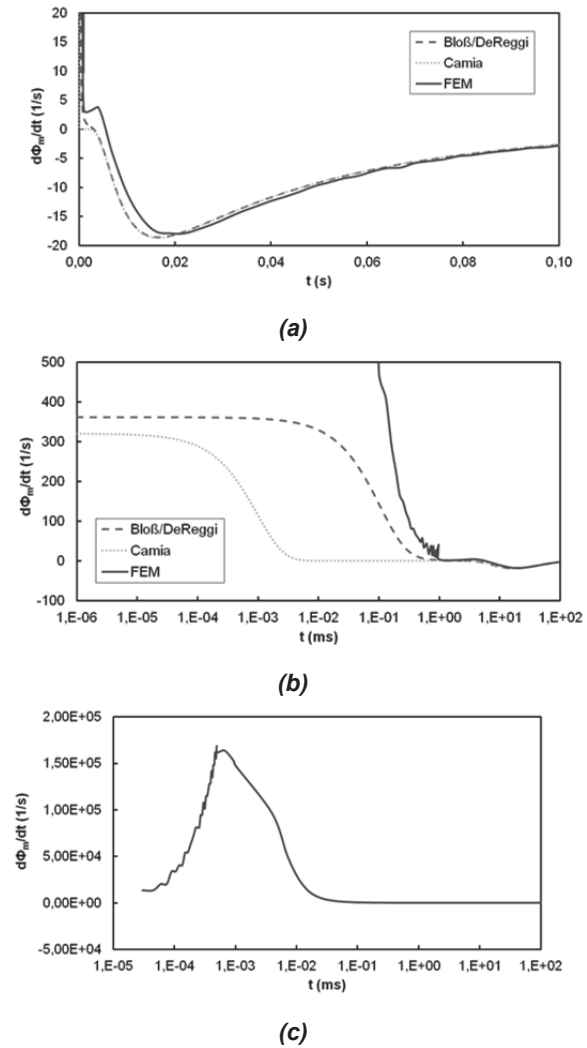 20
15
10
5
0
-5
-10
-15
-20
dΦm/dt (1/s)
Bloß/DeReggi
Camia
FEM
0,00 0,02 0,04 0,06 0,08 0,10
t (s)
(a)
500
400
300
200
100
0
-100
dΦm/dt (1/s)
Bloß/DeReggi
Camia
FEM
1,E-06 1,E-05 1,E-04 1,E-03 1,E-02 1,E-01 1,E+00 1,E+01 1,E+02
t (ms)
(b)
2,00E+05
1,50E+05
1,00E+05
5,00E+04
0,00E+00
-5,00E+04
dΦm/dt (1/s)
1,E-05 1,E-04 1,E-03 1,E-02 1,E-01 1,E+00 1,E+01 1,E+02
t (ms)
(c)